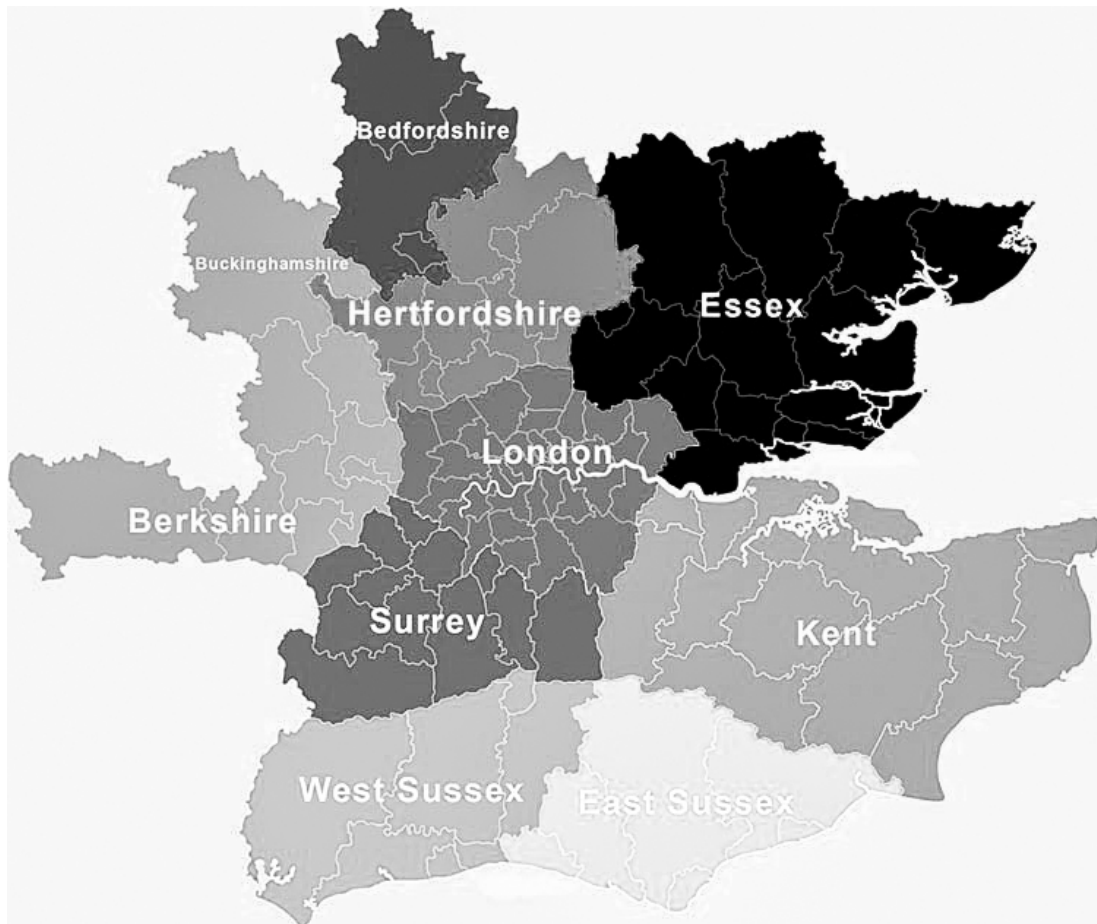 Bedfordshire
Buckinghamshire
Hertfordshire
Essex
London
Berkshire
Surrey
Kent
West Sussex
East Sussex